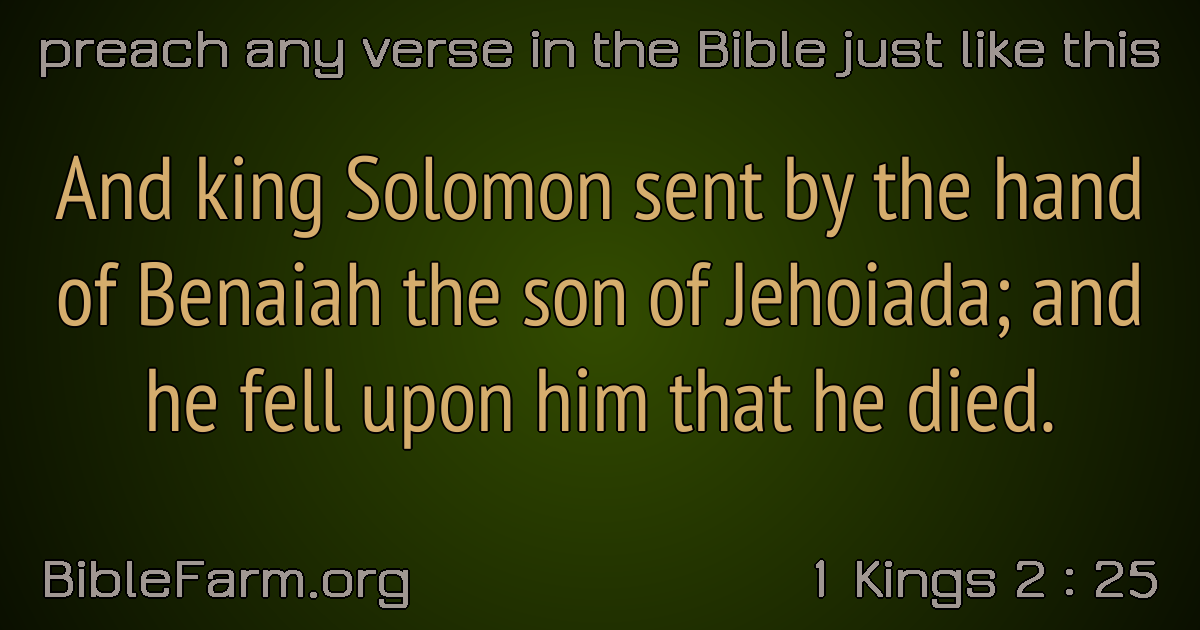 preach any verse in the Bible just like this
And king Solomon sent by the hand
of Benaiah the son of Jehoiada; and
he fell upon him that he died.
BibleFarm.org
1 Kings 2 : 25